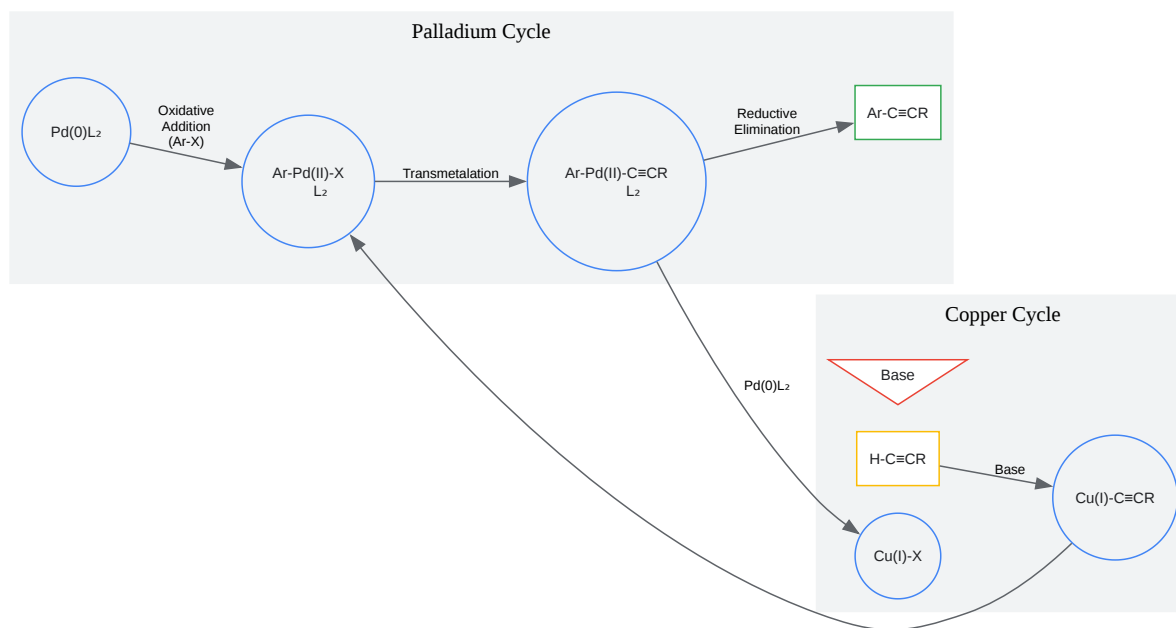 Palladium Cycle
Pd(0)L₂
Oxidative
Addition
(Ar-X)
Ar-Pd(II)-X
L₂
Transmetalation
Ar-Pd(II)-C≡CR
L₂
Reductive
Elimination
Ar-C≡CR
Copper Cycle
Base
Pd(0)L₂
H-C≡CR
Base
Cu(I)-C≡CR
Cu(I)-X